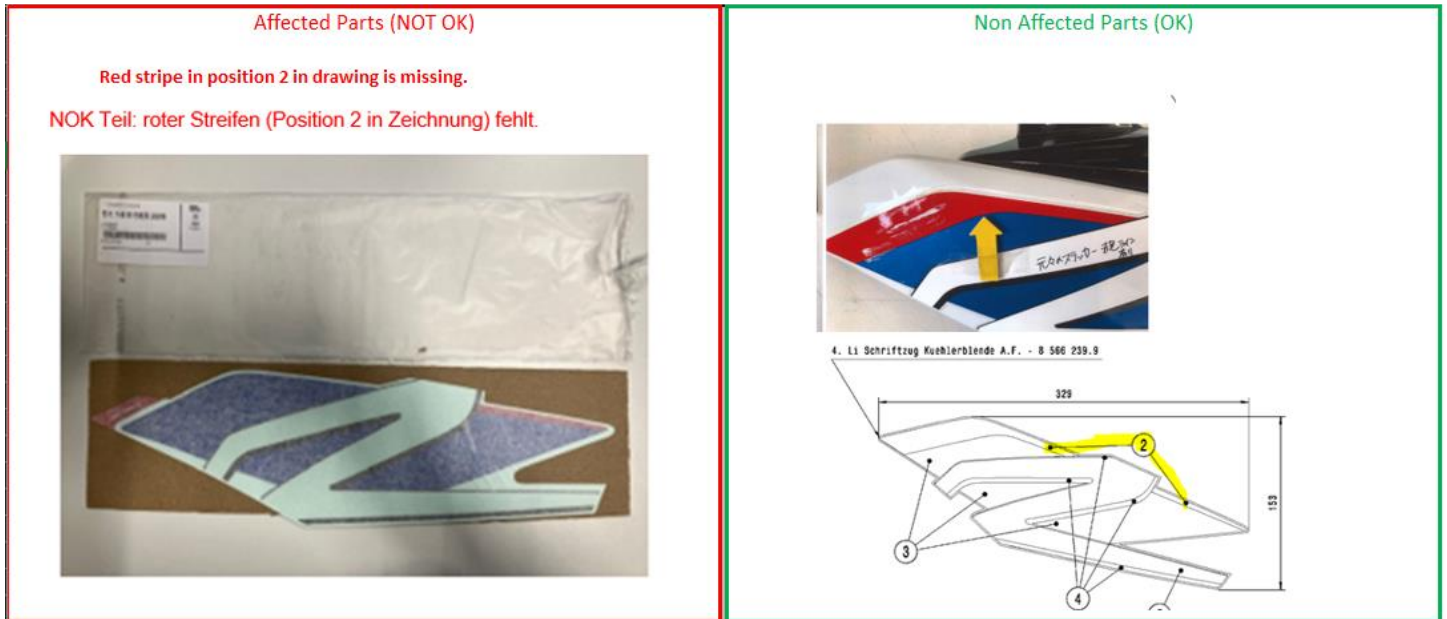 Affected Parts (NOT OK)
Red stripe in position 2 in drawing is missing.
NOK Teil: roter Streifen (Position 2 in Zeichnung) fehlt.
Non Affected Parts (OK)
4. Li Schriftzug Kuehlerblende A.F. - 8 566 239.9
329
2
153
3
4